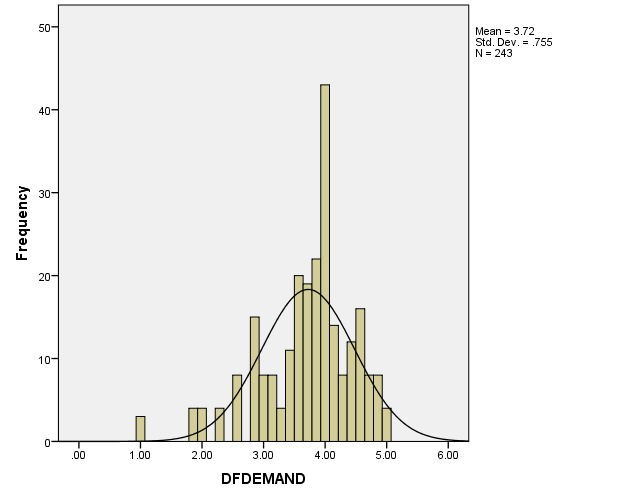 Mean = 3.72
Std. Dev. = .755
N = 243
50
40
30
20
10
0
Frequency
.00 1.00 2.00 3.00 4.00 5.00 6.00
DFDEMAND